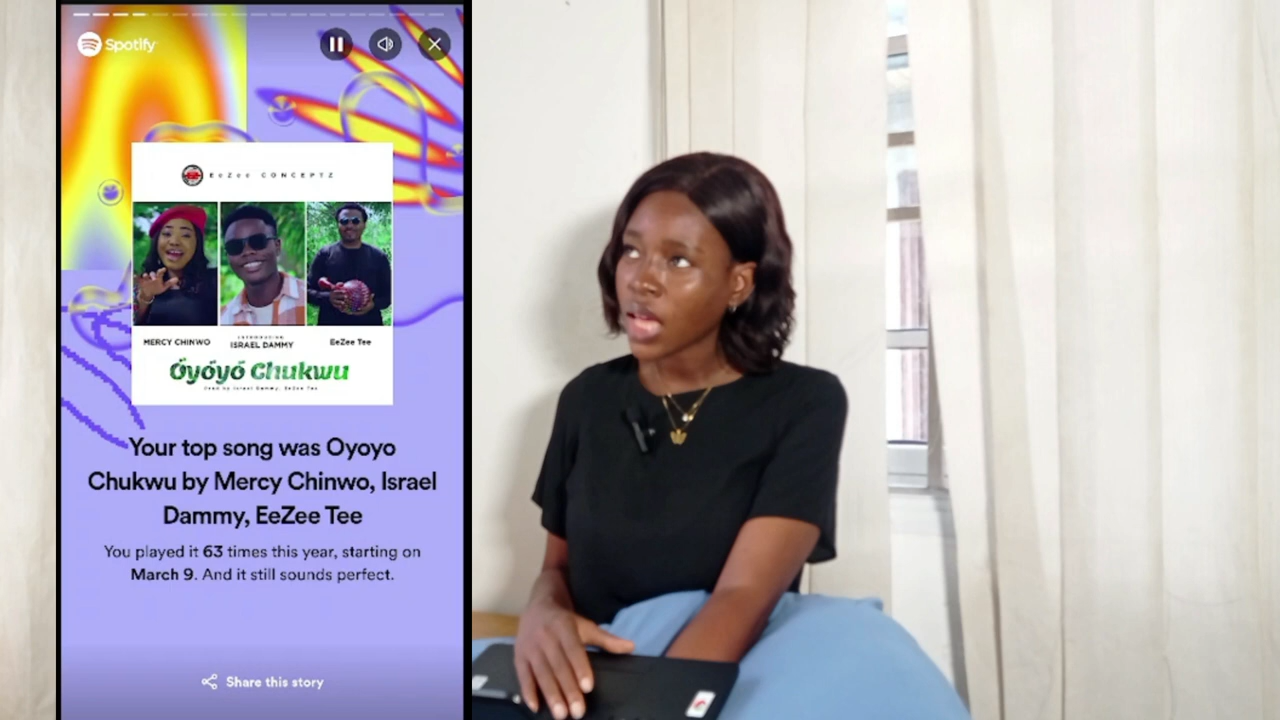 Spotify
EeZee CONCEPTZ
MERCY CHINWO
INTRODUCING
ISRAEL DAMMY
EeZee Tee
Óyóyó Chukwu
Your top song was Oyoyo
Chukwu by Mercy Chinwo, Israel
Dammy, EeZee Tee
You played it 63 times this year, starting on
March 9. And it still sounds perfect.
Share this story